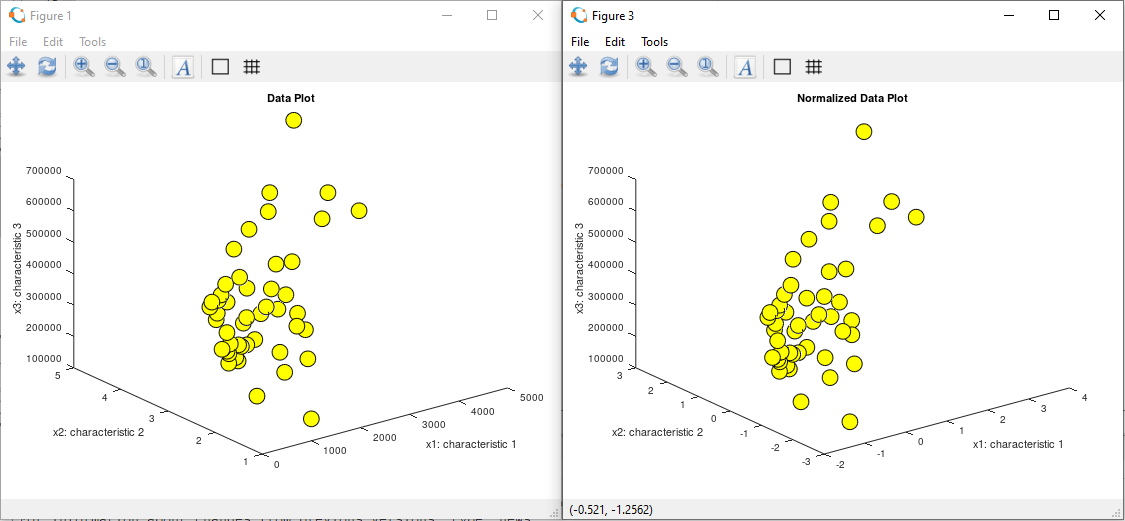 Figure 1
File Edit Tools
A
Data Plot
700000
600000
500000
400000
300000
200000
100000
x3: characteristic 3
5
4
3
2
1
x2: characteristic 2
0
1000
2000
3000
4000
5000
x1: characteristic 1
Figure 3
File Edit Tools
A
Normalized Data Plot
700000
600000
500000
400000
300000
200000
100000
x3: characteristic 3
3
2
1
0
-1
-2
-3
x2: characteristic 2
-2
-1
0
1
2
3
4
x1: characteristic 1
(-0.521, -1.2562)